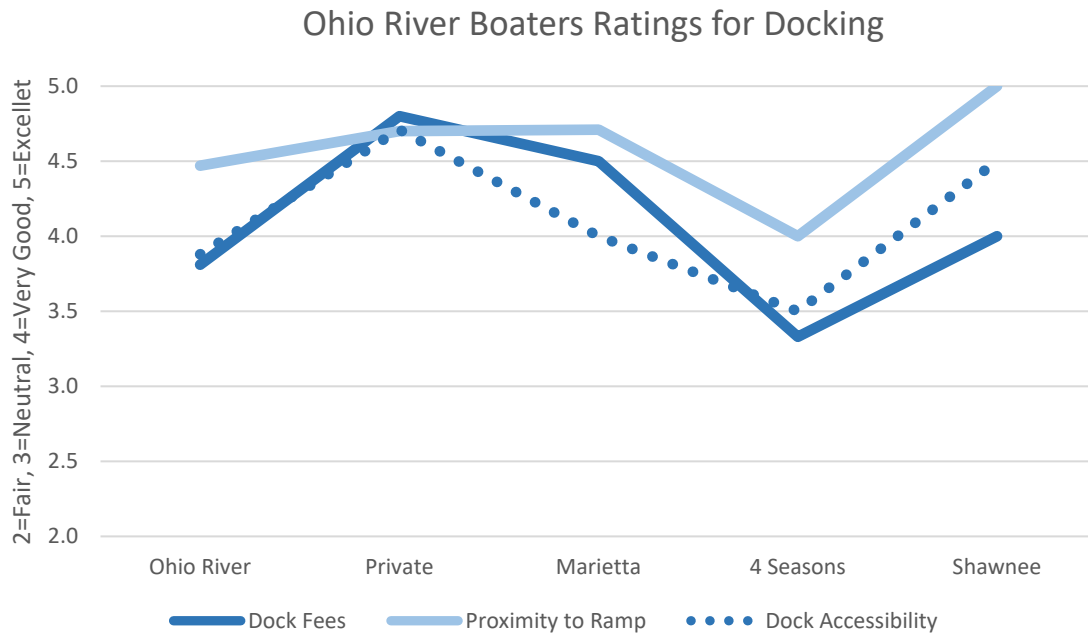 Ohio River Boaters Ratings for Docking
2=Fair, 3=Neutral, 4=Very Good, 5=Excellet
5.0
4.5
4.0
3.5
3.0
2.5
2.0
Ohio River Private Marietta 4 Seasons Shawnee
Dock Fees Proximity to Ramp Dock Accessibility